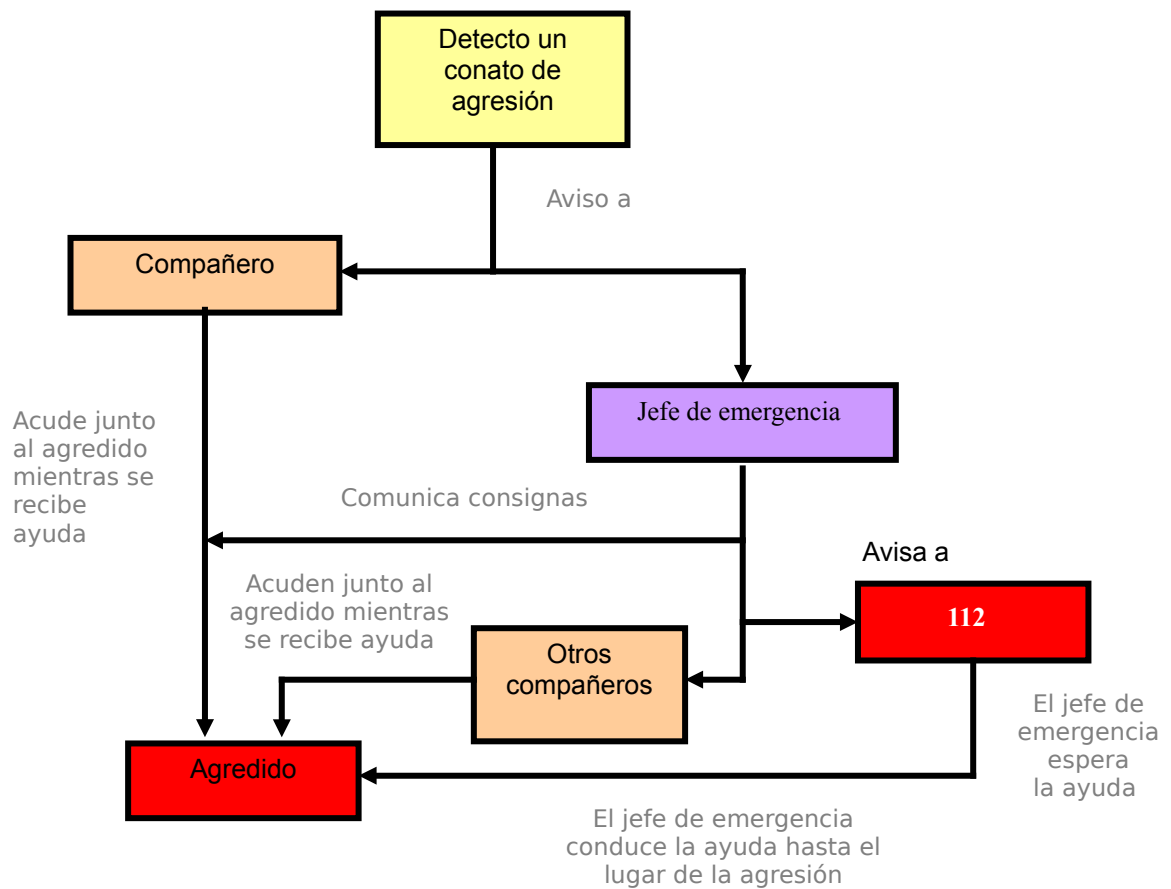 Detecto un
conato de
agresión
Aviso a
Compañero
Jefe de emergencia
Acude junto
al agredido
mientras se
recibe
ayuda
Comunica consignas
Avisa a
112
Acuden junto al
agredido mientras
se recibe ayuda
Otros
compañeros
El jefe de
emergencia
espera
la ayuda
Agredido
El jefe de emergencia
conduce la ayuda hasta el
lugar de la agresión